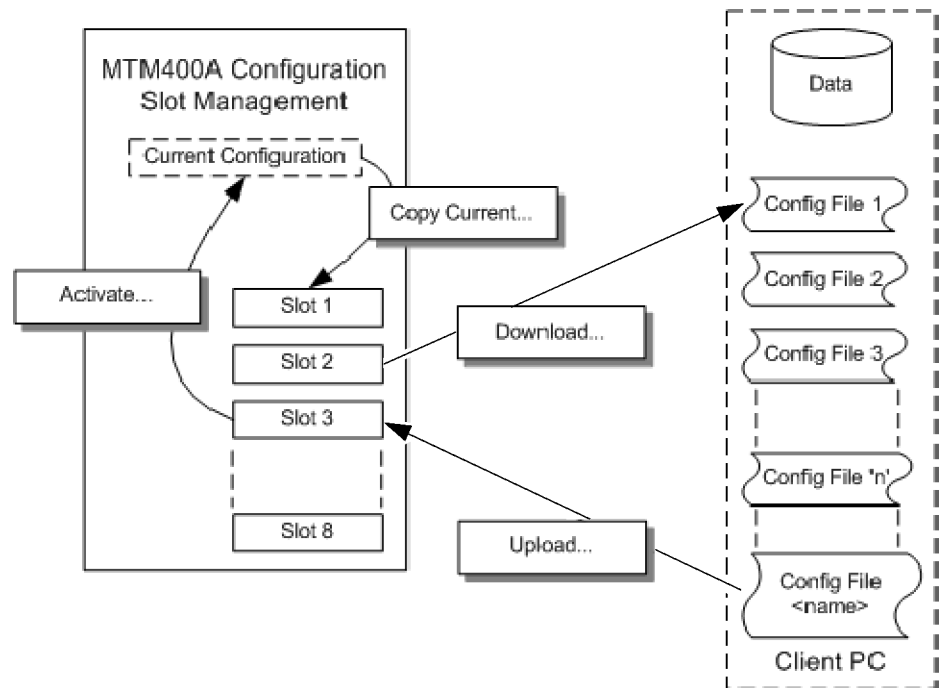 MTM400A Configuration
Slot Management
Current Configuration
Copy Current...
Activate...
Slot 1
Slot 2
Slot 3
Slot 8
Download...
Upload...
Data
Config File 1
Config File 2
Config File 3
Config File 'n'
Config File
<name>
Client PC